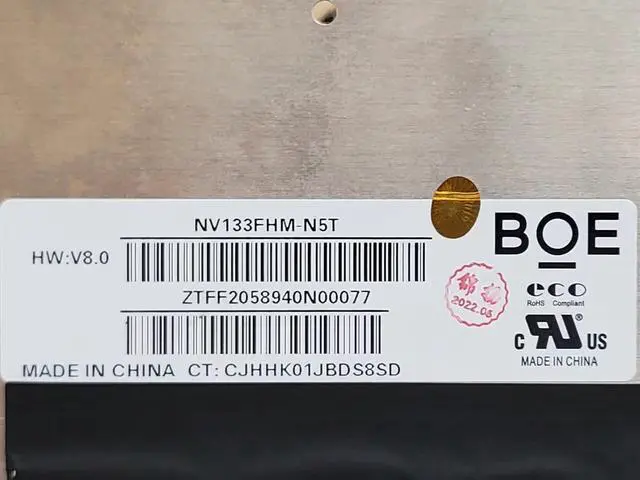 NV133FHM-N5T
BOE
HW:V8.0
ZTFF2058940N00077
eco
RoHS Compliant
2022.05
C RU ® US
MADE IN CHINA CT: CJHHK01JBDS8SD
MADE IN CHINA